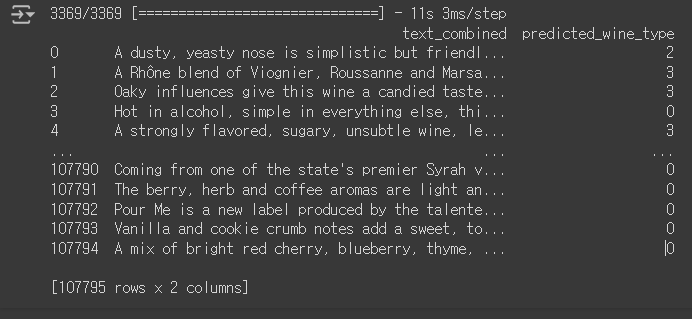 3369/3369 [==============================] - 11s 3ms/step
text_combined predicted_wine_type
0 A dusty, yeasty nose is simplistic but friendl... 2
1 A Rhône blend of Viognier, Roussanne and Marsa... 3
2 Oaky influences give this wine a candied taste... 3
3 Hot in alcohol, simple in everything else, thi... 0
4 A strongly flavored, sugary, unsubtle wine, le... 3
... ... ...
107790 Coming from one of the state's premier Syrah v... 0
107791 The berry, herb and coffee aromas are light an... 0
107792 Pour Me is a new label produced by the talente... 0
107793 Vanilla and cookie crumb notes add a sweet, to... 0
107794 A mix of bright red cherry, blueberry, thyme, ... 0
[107795 rows x 2 columns]